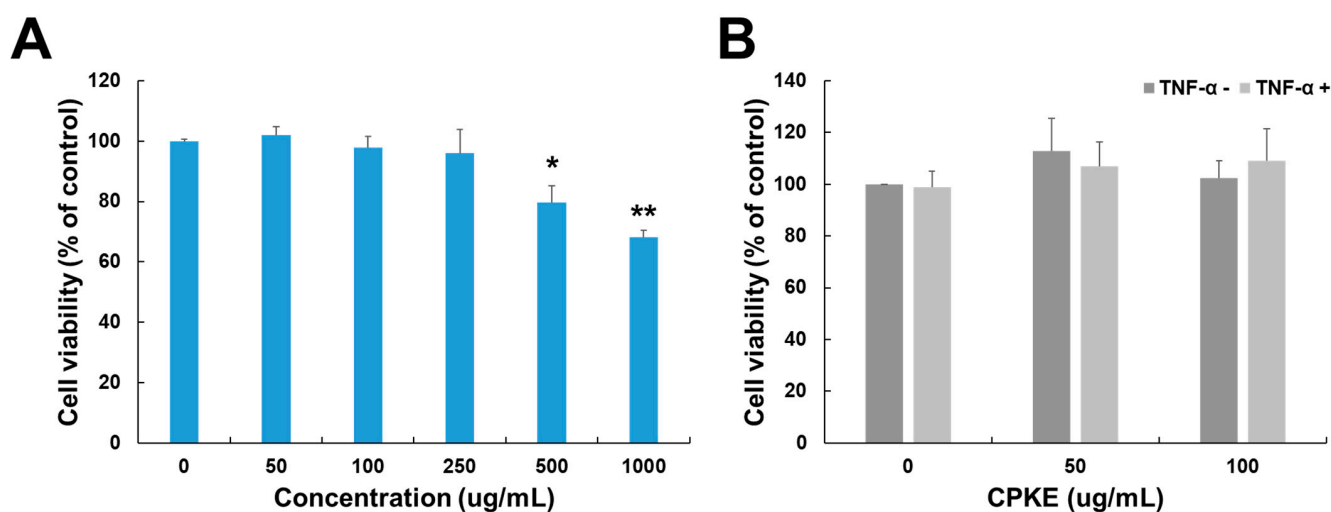 A
Cell viability (% of control)
120
100
80
60
40
20
0
*
**
0 50 100 250 500 1000
Concentration (ug/mL)
B
Cell viability (% of control)
TNF-α - TNF-α +
140
120
100
80
60
40
20
0
0 50 100
CPKE (ug/mL)